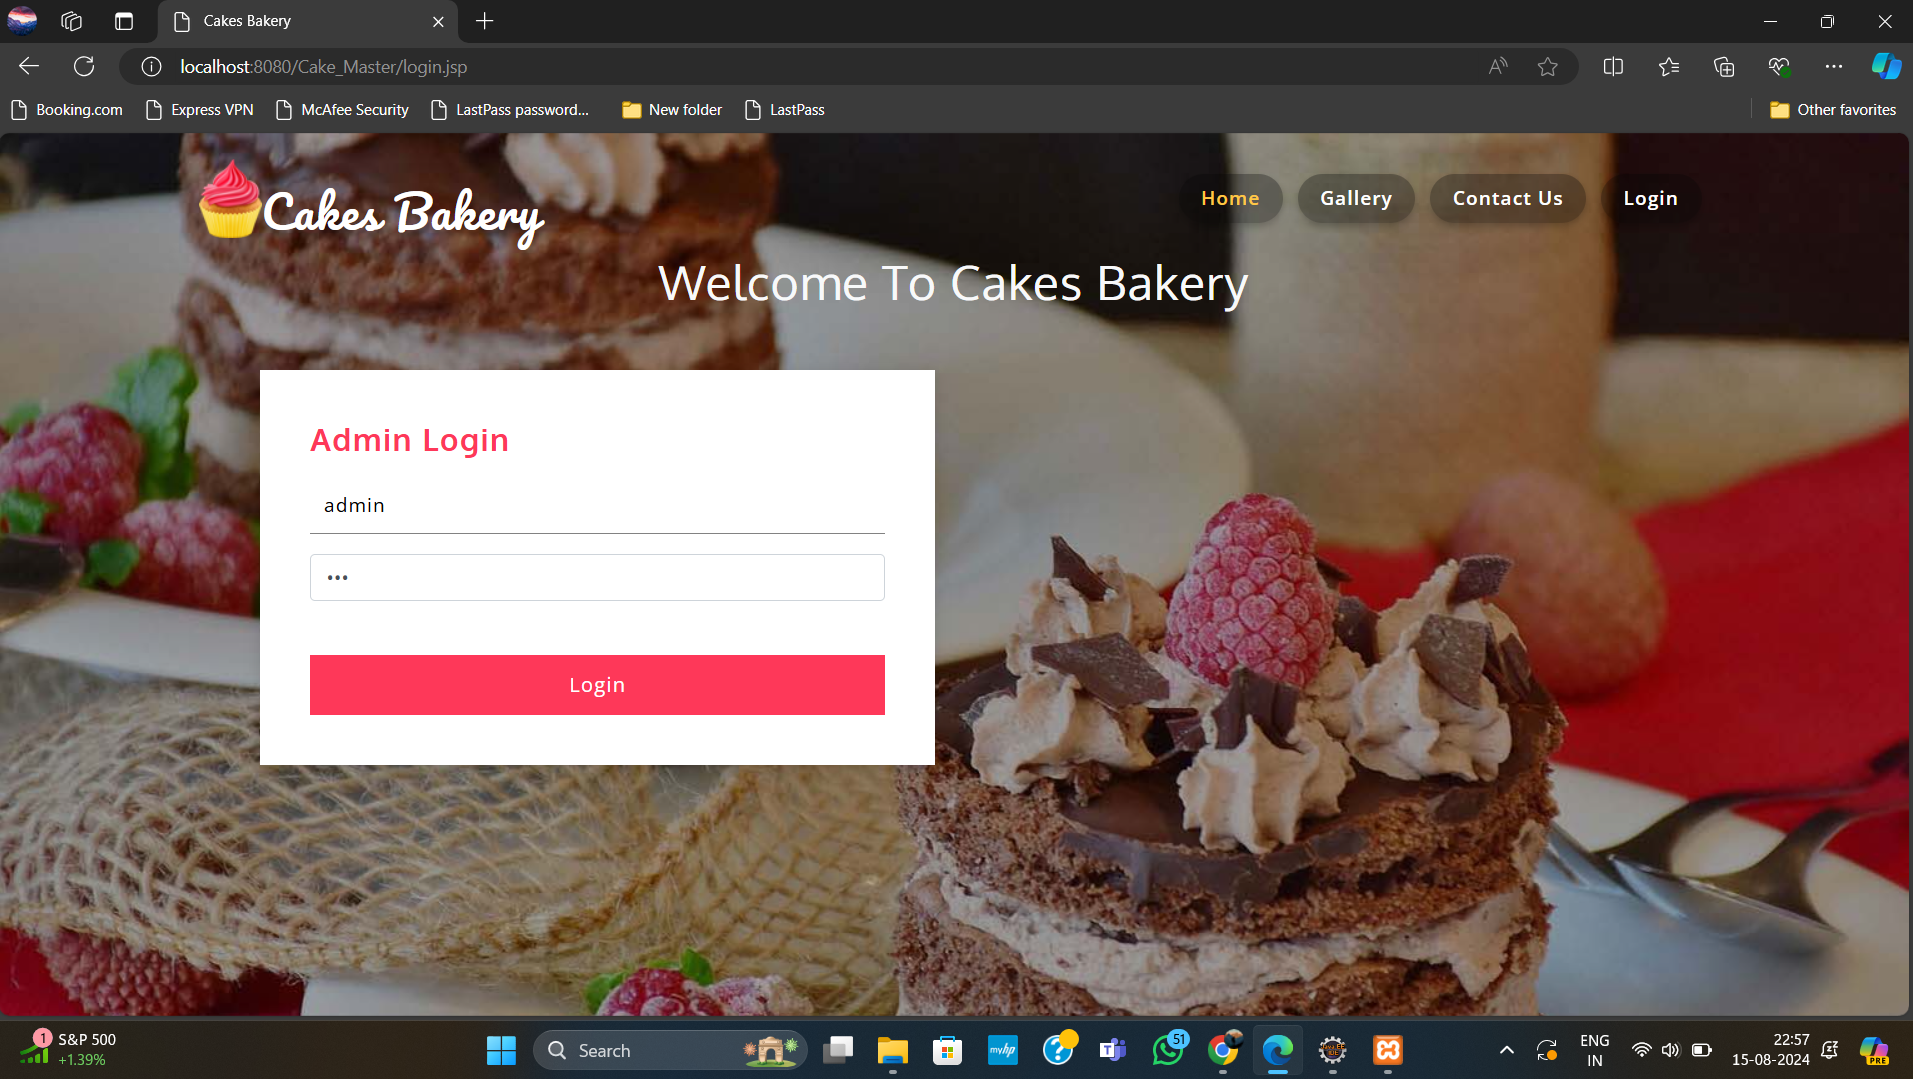 Cakes Bakery
localhost:8080/Cake_Master/login.jsp
Booking.com Express VPN McAfee Security LastPass password... New folder LastPass Other favorites
Cakes Bakery
Home Gallery Contact Us Login
Welcome To Cakes Bakery
Admin Login
admin
•••
Login
1 S&P 500
+1.39%
Search
myhp
51
ENG
IN
22:57
15-08-2024
PRE